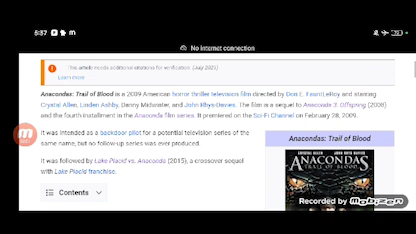 5:37
No internet connection
This article needs additional citations for verification. (July 2021)
Learn more
Anacondas: Trail of Blood is a 2009 American horror thriller television film directed by Don E. FauntLeRoy and starring
Crystal Allen, Linden Ashby, Danny Midwinter, and John Rhys-Davies. The film is a sequel to Anaconda 3: Offspring (2008)
and the fourth installment in the Anaconda film series. It premiered on the Sci-Fi Channel on February 28, 2009.
It was intended as a backdoor pilot for a potential television series of the
same name, but no follow-up series was ever produced.
It was followed by Lake Placid vs. Anaconda (2015), a crossover sequel
with Lake Placid franchise.
Contents
Anacondas: Trail of Blood
CRYSTAL ALLEN JOHN RHYS-DAVIES
ANACONDAS
TRAIL OF BLOOD
Recorded by Mobizen